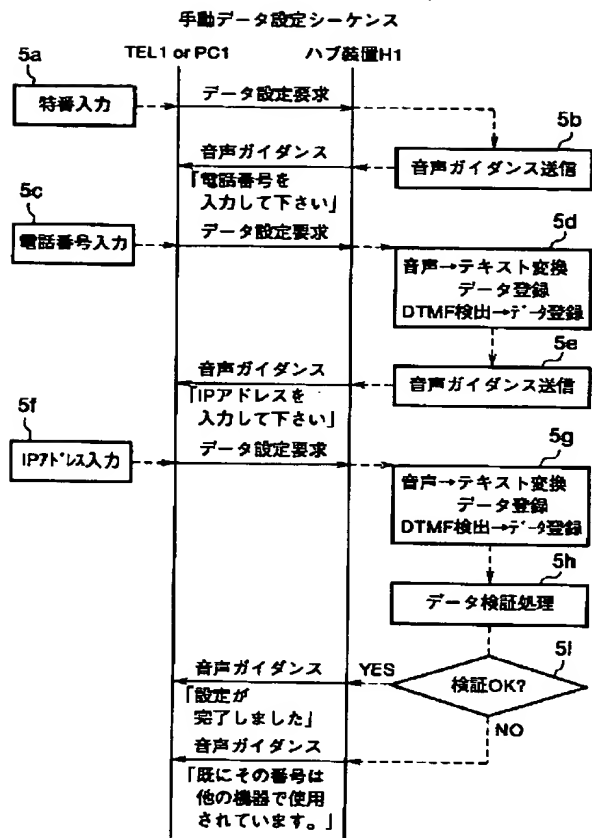 手動データ設定シーケンス
TEL1 or PC1
ハブ装置H1
5a
特番入力
データ設定要求
5b
音声ガイダンス送信
音声ガイダンス
「電話番号を
入力して下さい」
5c
電話番号入力
データ設定要求
5d
音声→テキスト変換
データ登録
DTMF検出→データ登録
5e
音声ガイダンス送信
音声ガイダンス
「IPアドレスを
入力して下さい」
5f
IPアドレス入力
データ設定要求
5g
音声→テキスト変換
データ登録
DTMF検出→データ登録
5h
データ検証処理
5i
検証OK?
YES
音声ガイダンス
「設定が
完了しました」
NO
音声ガイダンス
「既にその番号は
他の機器で使用
されています。」